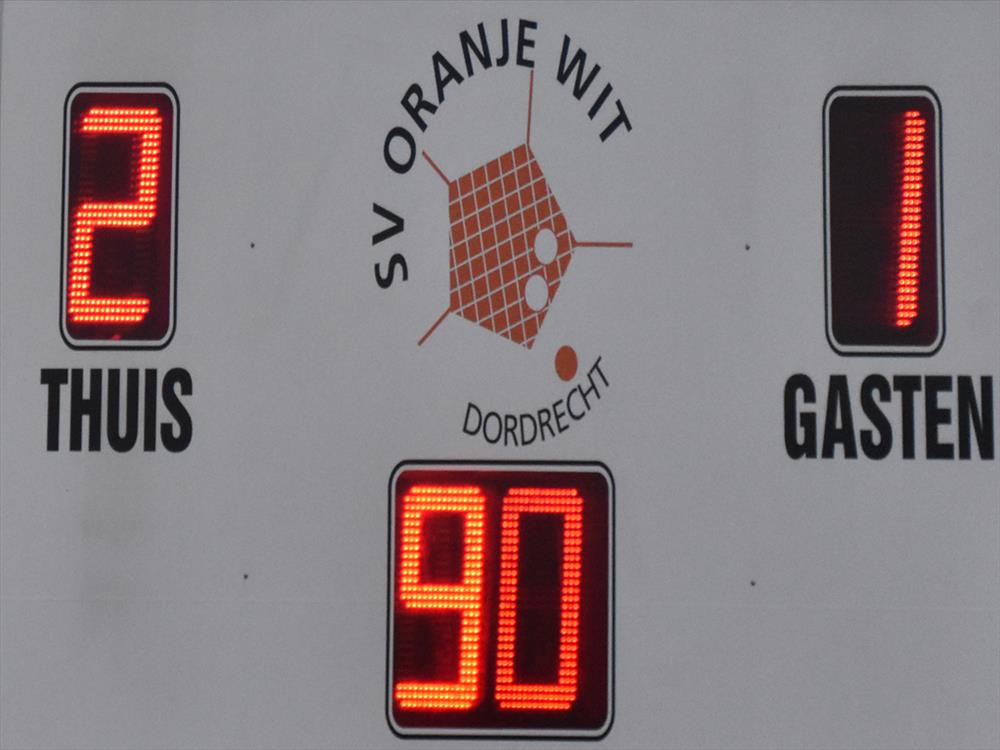 SV ORANJE WIT
2
1
THUIS
GASTEN
DORDRECHT
90